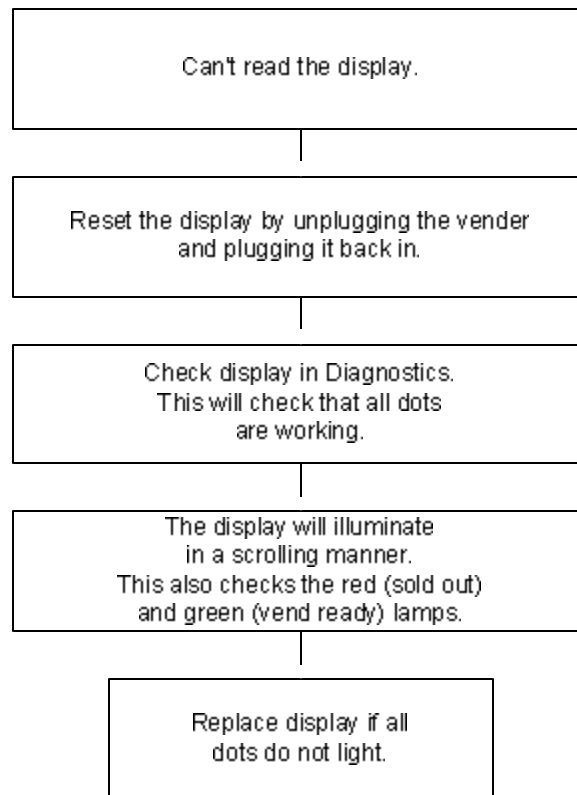 Can't read the display.
Reset the display by unplugging the vender
and plugging it back in.
Check display in Diagnostics.
This will check that all dots
are working.
The display will illuminate
in a scrolling manner.
This also checks the red (sold out)
and green (vend ready) lamps.
Replace display if all
dots do not light.